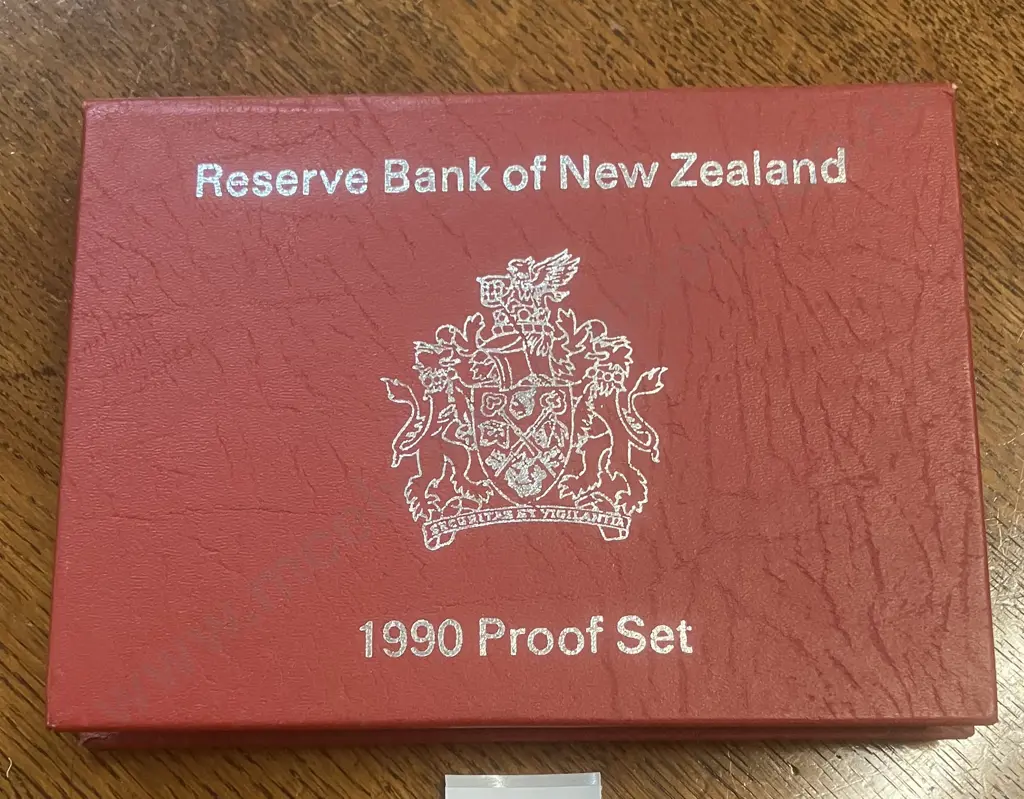 Reserve Bank of New Zealand
SECURITAS ET VIGILANTIA
1990 Proof Set